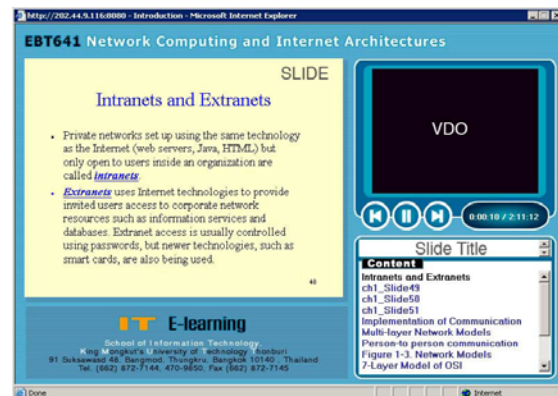 http://202.44.9.116:8080 - Introduction - Microsoft Internet Explorer
EBT641 Network Computing and Internet Architectures
SLIDE
Intranets and Extranets
• Private networks set up using the same technology
as the Internet (web servers, Java, HTML) but
only open to users inside an organization are
called intranets.
• Extranets uses Internet technologies to provide
invited users access to corporate network
resources such as information services and
databases. Extranet access is usually controlled
using passwords, but newer technologies, such as
smart cards, are also being used.
48
VDO
0:00:10 / 2:11:12
Slide Title
Content
Intranets and Extranets
ch1_Slide49
ch1_Slide50
ch1_Slide51
Implementation of Communication
Multi-layer Network Models
Person-to person communication
Figure 1-3. Network Models
7-Layer Model of OSI
IT E-learning
School of Information Technology,
King Mongkut's University of Technology Thonburi
91 Suksawasd 48, Bangmod, Thungkru, Bangkok 10140 , Thailand
Tel. (662) 872-7144, 470-9850, Fax (662) 872-7145
Done
Internet